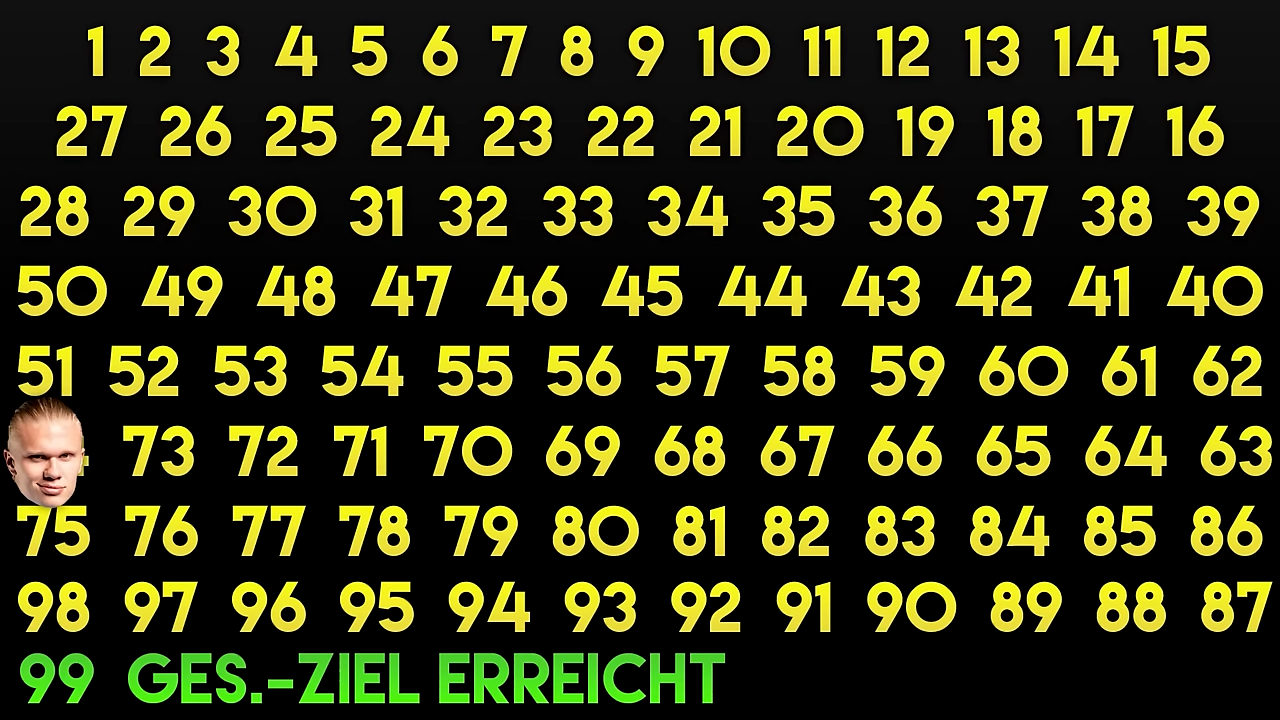 1 2 3 4 5 6 7 8 9 10 11 12 13 14 15
27 26 25 24 23 22 21 20 19 18 17 16
28 29 30 31 32 33 34 35 36 37 38 39
50 49 48 47 46 45 44 43 42 41 40
51 52 53 54 55 56 57 58 59 60 61 62
73 72 71 70 69 68 67 66 65 64 63
75 76 77 78 79 80 81 82 83 84 85 86
98 97 96 95 94 93 92 91 90 89 88 87
99 GES.-ZIEL ERREICHT